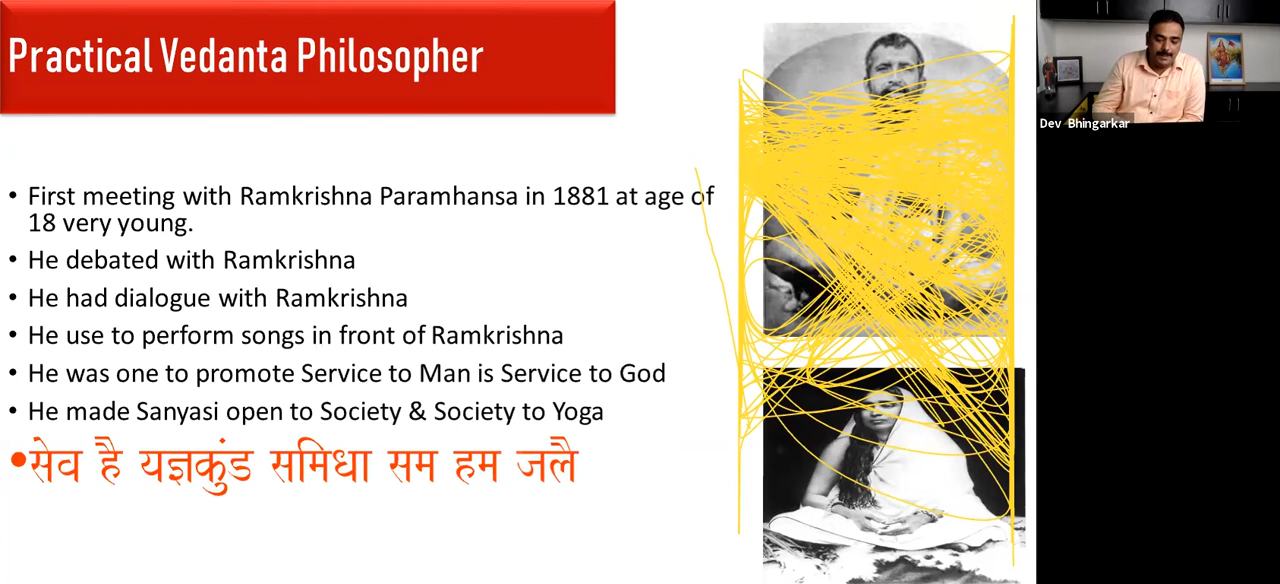 Practical Vedanta Philosopher
• First meeting with Ramkrishna Paramhansa in 1881 at age of
18 very young.
• He debated with Ramkrishna
• He had dialogue with Ramkrishna
• He use to perform songs in front of Ramkrishna
• He was one to promote Service to Man is Service to God
• He made Sanyasi open to Society & Society to Yoga
•सेव है यज्ञकुंड समिधा सम हम जलै
Dev Bhingarkar